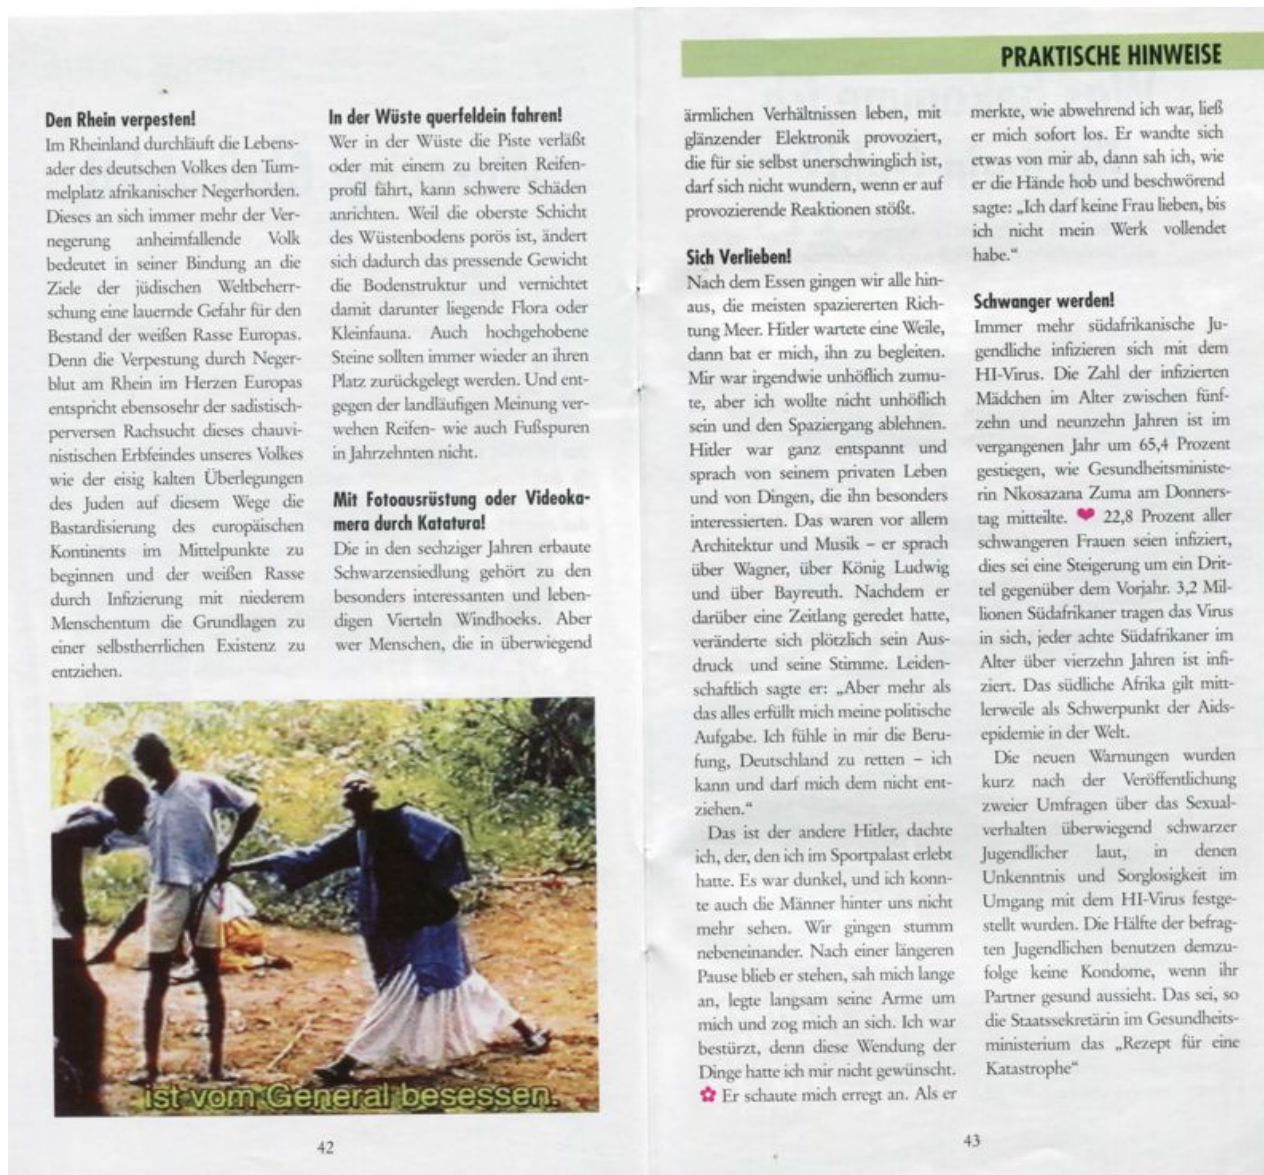 Den Rhein verpesten!
Im Rheinland durchläuft die Lebens-
ader des deutschen Volkes den Tum-
melplatz afrikanischer Negerhorden.
Dieses an sich immer mehr der Ver-
negerung anheimfallende Volk
bedeutet in seiner Bindung an die
Ziele der jüdischen Weltbeherr-
schung eine lauernde Gefahr für den
Bestand der weißen Rasse Europas.
Denn die Verpestung durch Neger-
blut am Rhein im Herzen Europas
entspricht ebensosehr der sadistisch-
perversen Rachsucht dieses chauvi-
nistischen Erbfeindes unseres Volkes
wie der eisig kalten Überlegungen
des Juden auf diesem Wege die
Bastardisierung des europäischen
Kontinents im Mittelpunkte zu
beginnen und der weißen Rasse
durch Infizierung mit niederem
Menschentum die Grundlagen zu
einer selbstherrlichen Existenz zu
entziehen.
In der Wüste querfeldein fahren!
Wer in der Wüste die Piste verläßt
oder mit einem zu breiten Reifen-
profil fährt, kann schwere Schäden
anrichten. Weil die oberste Schicht
des Wüstenbodens porös ist, ändert
sich dadurch das pressende Gewicht
die Bodenstruktur und vernichtet
damit darunter liegende Flora oder
Kleinfauna. Auch hochgehobene
Steine sollten immer wieder an ihren
Platz zurückgelegt werden. Und ent-
gegen der landläufigen Meinung ver-
wehen Reifen- wie auch Fußspuren
in Jahrzehnten nicht.
Mit Fotoausrüstung oder Videoka-
mera durch Katatura!
Die in den sechziger Jahren erbaute
Schwarzensiedlung gehört zu den
besonders interessanten und leben-
digen Vierteln Windhoeks. Aber
wer Menschen, die in überwiegend
ist vom General besessen.
42
PRAKTISCHE HINWEISE
ärmlichen Verhältnissen leben, mit
glänzender Elektronik provoziert,
die für sie selbst unerschwinglich ist,
darf sich nicht wundern, wenn er auf
provozierende Reaktionen stößt.
Sich Verlieben!
Nach dem Essen gingen wir alle hin-
aus, die meisten spaziererten Rich-
tung Meer. Hitler wartete eine Weile,
dann bat er mich, ihn zu begleiten.
Mir war irgendwie unhöflich zumu-
te, aber ich wollte nicht unhöflich
sein und den Spaziergang ablehnen.
Hitler war ganz entspannt und
sprach von seinem privaten Leben
und von Dingen, die ihn besonders
interessierten. Das waren vor allem
Architektur und Musik – er sprach
über Wagner, über König Ludwig
und über Bayreuth. Nachdem er
darüber eine Zeitlang geredet hatte,
veränderte sich plötzlich sein Aus-
druck und seine Stimme. Leiden-
schaftlich sagte er: „Aber mehr als
das alles erfüllt mich meine politische
Aufgabe. Ich fühle in mir die Beru-
fung, Deutschland zu retten – ich
kann und darf mich dem nicht ent-
ziehen.“
Das ist der andere Hitler, dachte
ich, der, den ich im Sportpalast erlebt
hatte. Es war dunkel, und ich konn-
te auch die Männer hinter uns nicht
mehr sehen. Wir gingen stumm
nebeneinander. Nach einer längeren
Pause blieb er stehen, sah mich lange
an, legte langsam seine Arme um
mich und zog mich an sich. Ich war
bestürzt, denn diese Wendung der
Dinge hatte ich mir nicht gewünscht.
Er schaute mich erregt an. Als er
merkte, wie abwehrend ich war, ließ
er mich sofort los. Er wandte sich
etwas von mir ab, dann sah ich, wie
er die Hände hob und beschwörend
sagte: „Ich darf keine Frau lieben, bis
ich nicht mein Werk vollendet
habe.“
Schwanger werden!
Immer mehr südafrikanische Ju-
gendliche infizieren sich mit dem
HI-Virus. Die Zahl der infizierten
Mädchen im Alter zwischen fünf-
zehn und neunzehn Jahren ist im
vergangenen Jahr um 65,4 Prozent
gestiegen, wie Gesundheitsministe-
rin Nkosazana Zuma am Donners-
tag mitteilte. ❤ 22,8 Prozent aller
schwangeren Frauen seien infiziert,
dies sei eine Steigerung um ein Drit-
tel gegenüber dem Vorjahr. 3,2 Mil-
lionen Südafrikaner tragen das Virus
in sich, jeder achte Südafrikaner im
Alter über vierzehn Jahren ist infi-
ziert. Das südliche Afrika gilt mitt-
lerweile als Schwerpunkt der Aids-
epidemie in der Welt.
Die neuen Warnungen wurden
kurz nach der Veröffentlichung
zweier Umfragen über das Sexual-
verhalten überwiegend schwarzer
Jugendlicher laut, in denen
Unkenntnis und Sorglosigkeit im
Umgang mit dem HI-Virus festge-
stellt wurden. Die Hälfte der befrag-
ten Jugendlichen benutzen demzu-
folge keine Kondome, wenn ihr
Partner gesund aussieht. Das sei, so
die Staatssekretärin im Gesundheits-
ministerium das „Rezept für eine
Katastrophe“
43